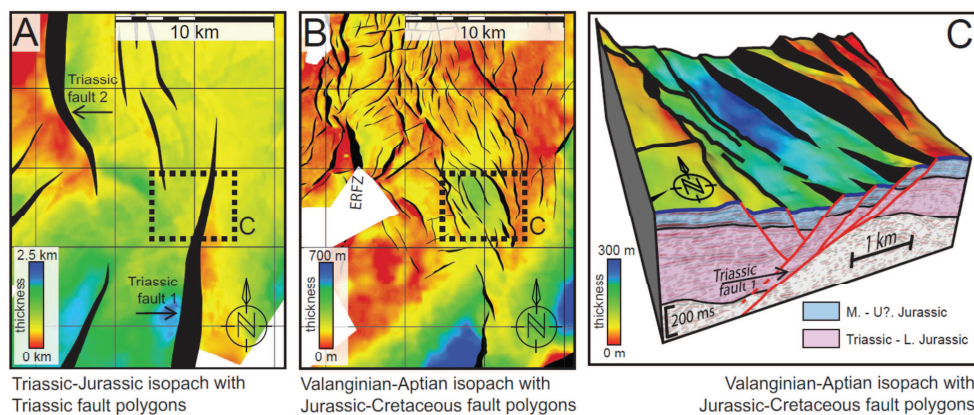 A
10 km
Triassic
fault 2
C
2.5 km
thickness
0 km
Triassic
fault 1
N
Triassic-Jurassic isopach with
Triassic fault polygons
B
10 km
ERFZ
C
700 m
thickness
0 m
N
Valanginian-Aptian isopach with
Jurassic-Cretaceous fault polygons
C
N
300 m
thickness
0 m
Triassic
fault 1
1 km
200 ms
M. - U?. Jurassic
Triassic - L. Jurassic
Valanginian-Aptian isopach with
Jurassic-Cretaceous fault polygons